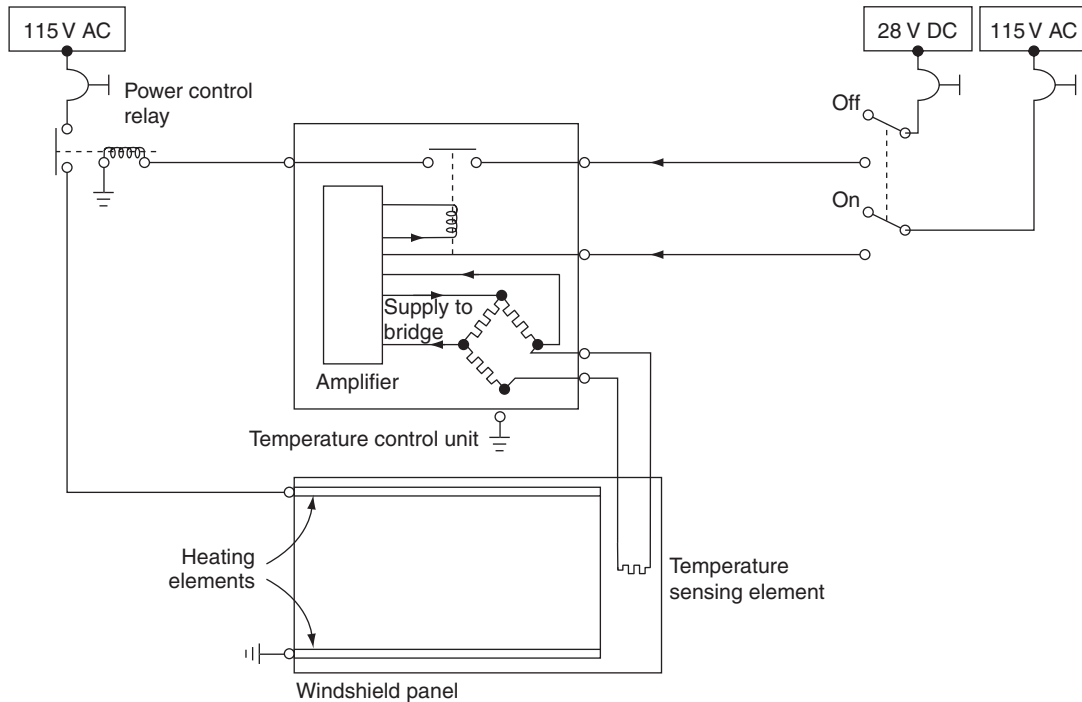 115 V AC
28 V DC
115 V AC
Power control
relay
Off
On
Supply to
bridge
Amplifier
Temperature control unit
Heating
elements
Temperature
sensing element
Windshield panel